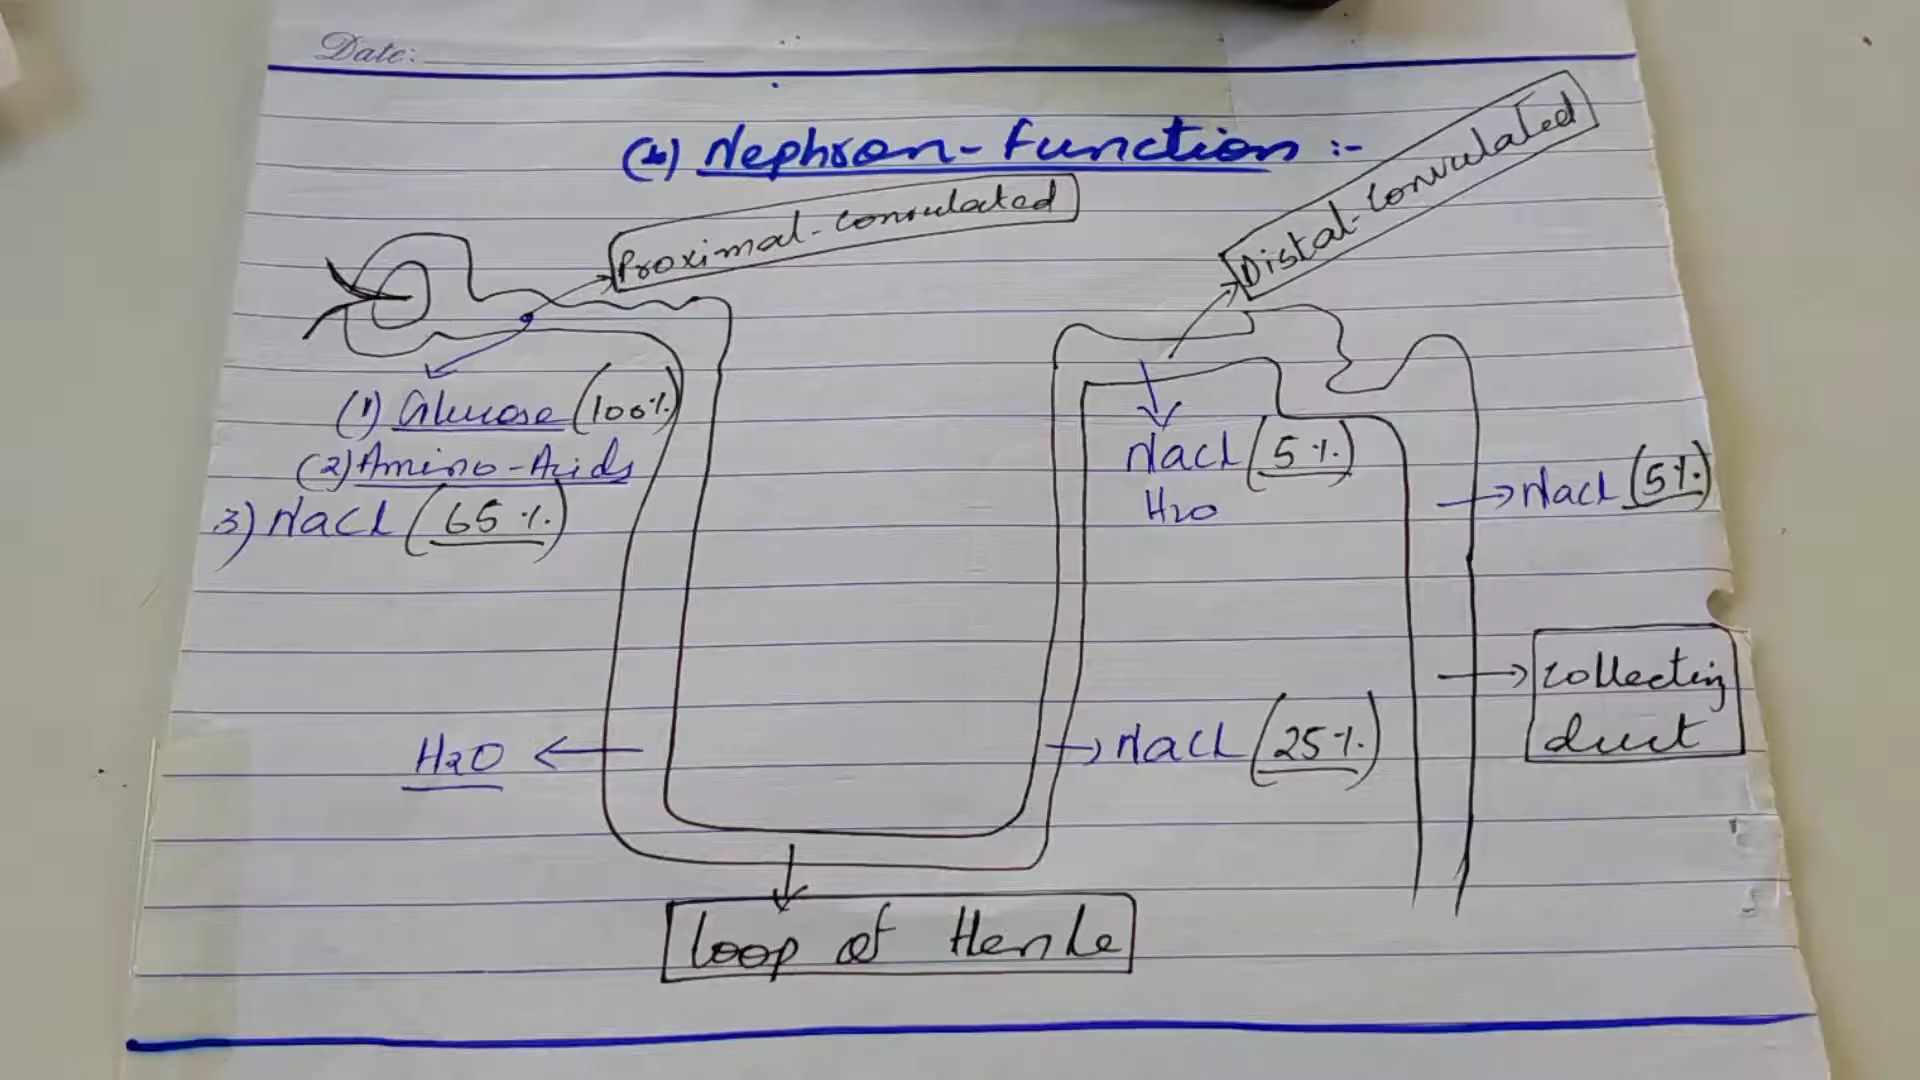 Date:
(b) Nephron-Function :-
Proximal-Convulated
Distal-Convulated
(1) Glucose (100%)
(2) Amino-Acids
3) NaCl (65%)
NaCl (5%)
H2O
NaCl (5%)
Collecting
duct
H2O
NaCl (25%)
Loop of Henle